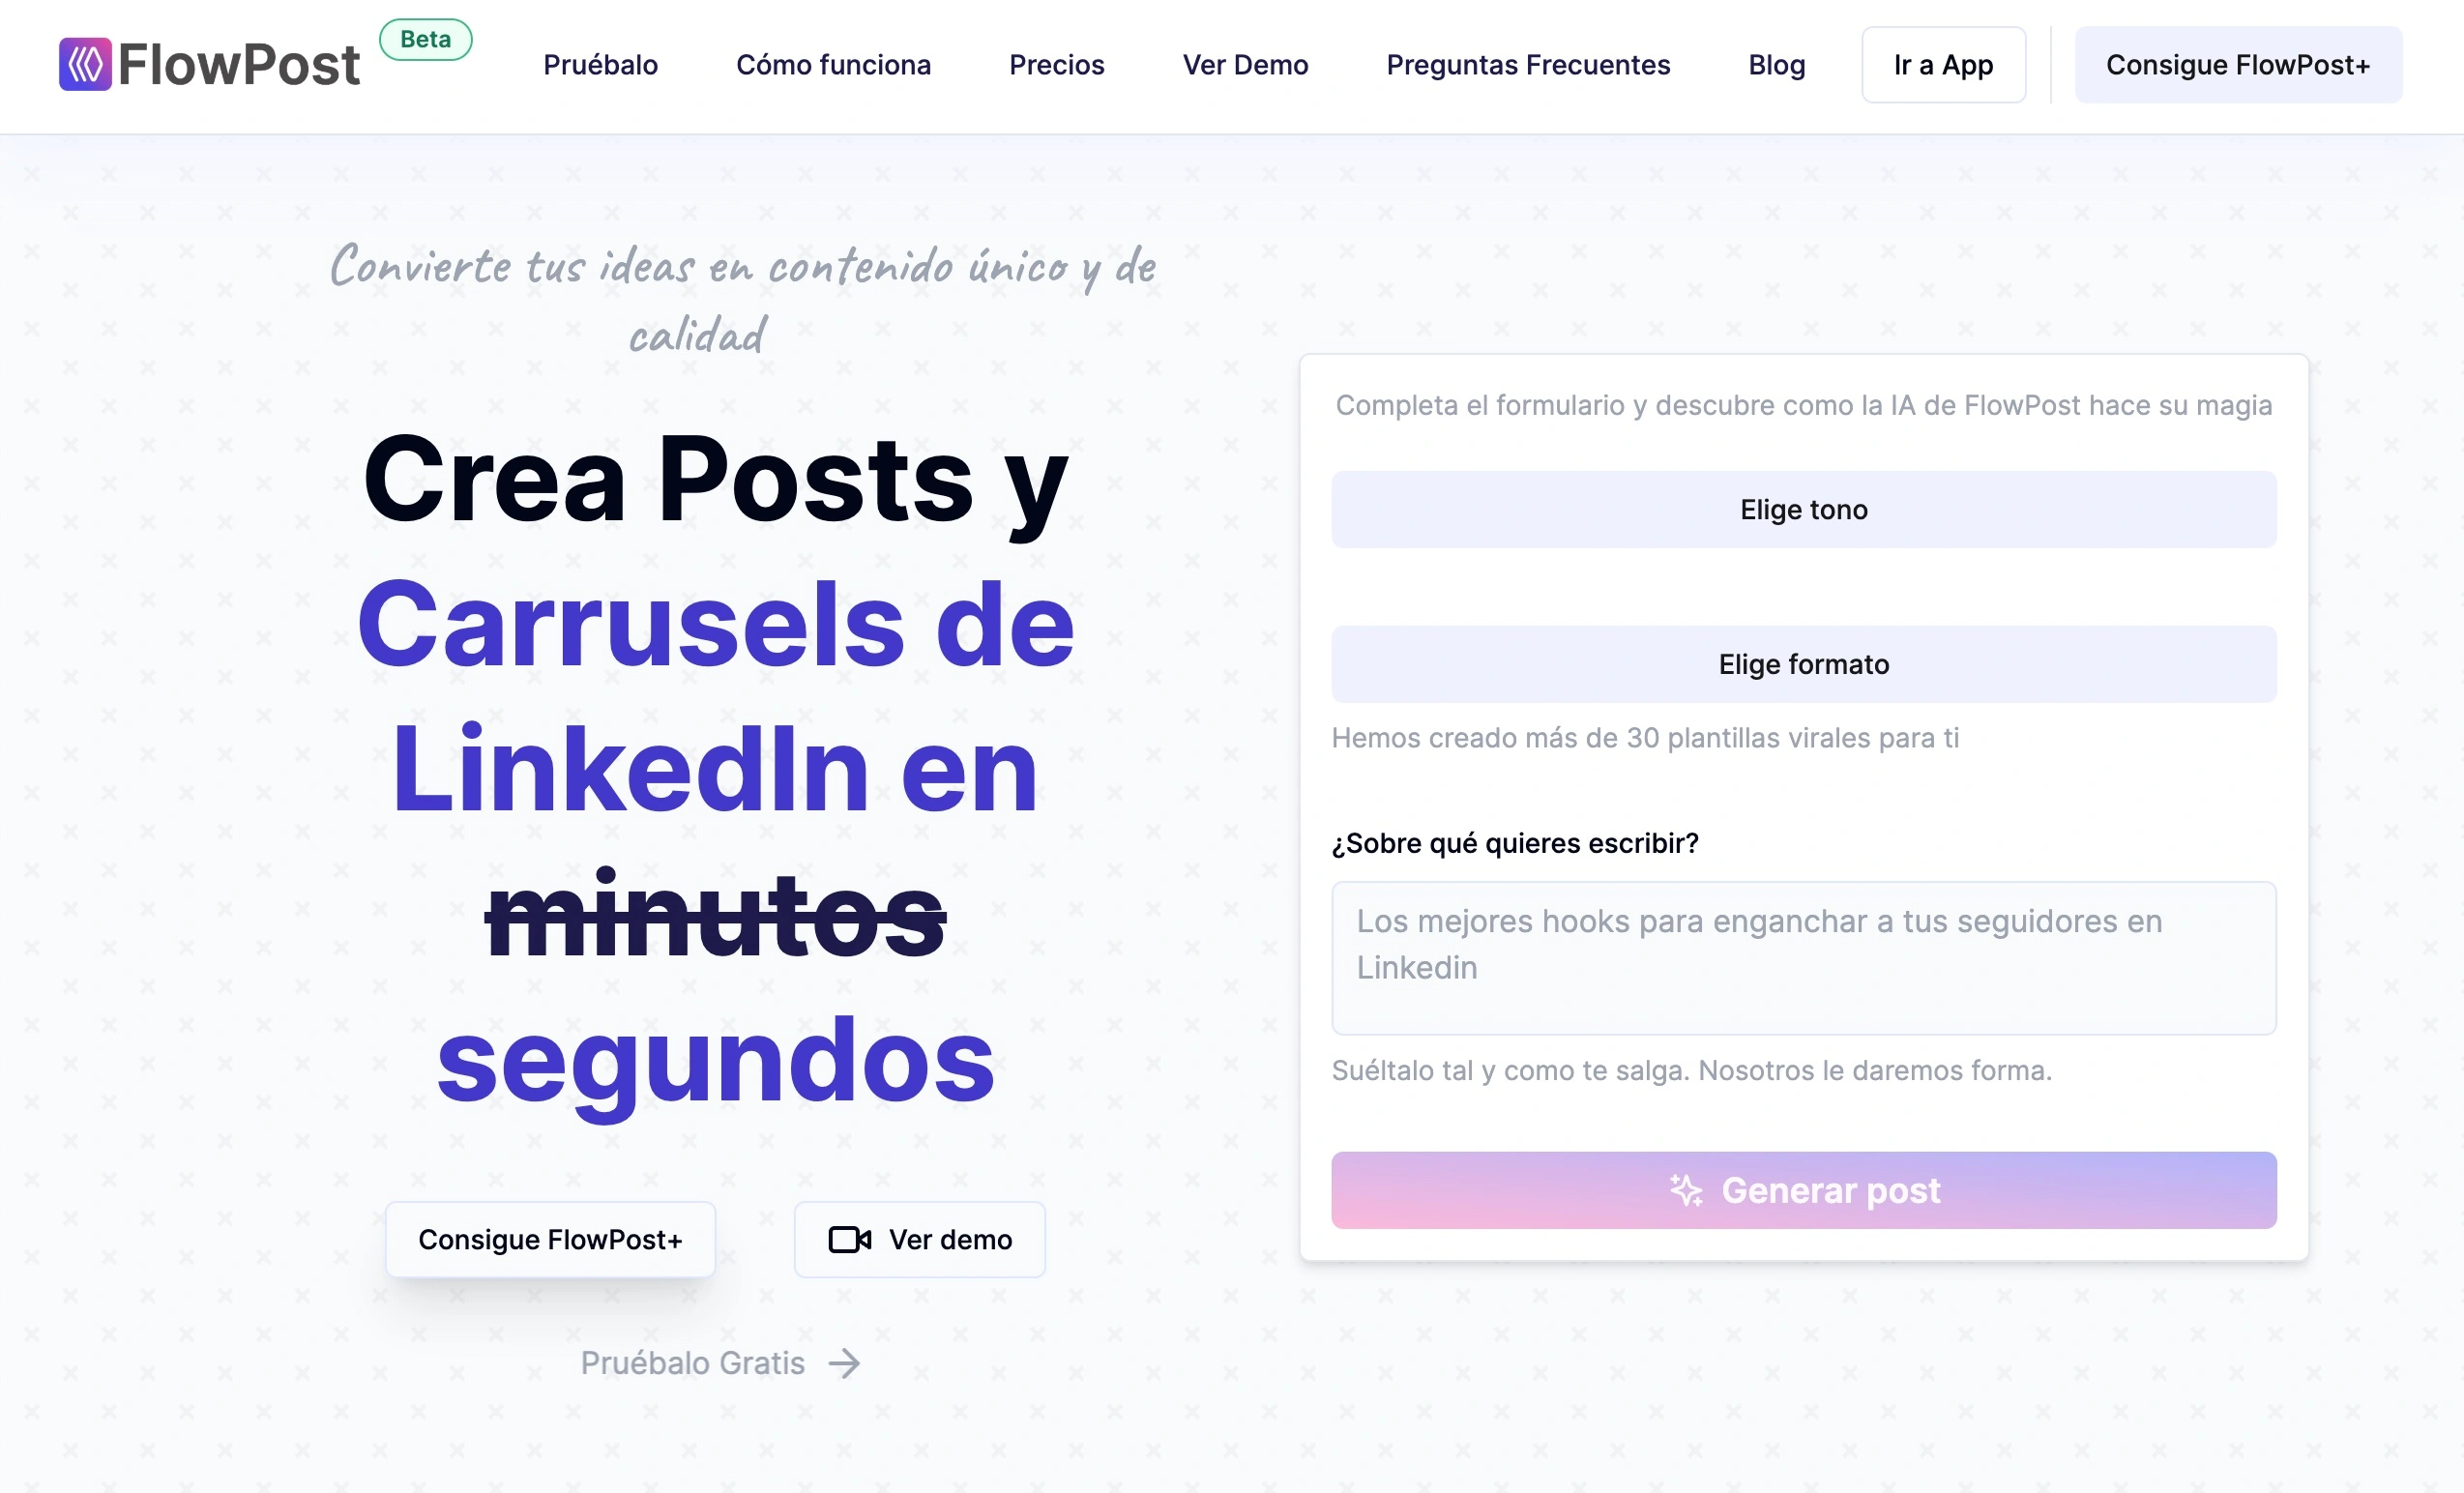 FlowPost
Beta
Pruébalo
Cómo funciona
Precios
Ver Demo
Preguntas Frecuentes
Blog
Ir a App
Consigue FlowPost+
Convierte tus ideas en contenido único y de
calidad
Crea Posts y
Carrusels de
LinkedIn en
minutos
segundos
Consigue FlowPost+
Ver demo
Pruébalo Gratis
Completa el formulario y descubre como la IA de FlowPost hace su magia
Elige tono
Elige formato
Hemos creado más de 30 plantillas virales para ti
¿Sobre qué quieres escribir?
Los mejores hooks para enganchar a tus seguidores en
Linkedin
Suéltalo tal y como te salga. Nosotros le daremos forma.
Generar post